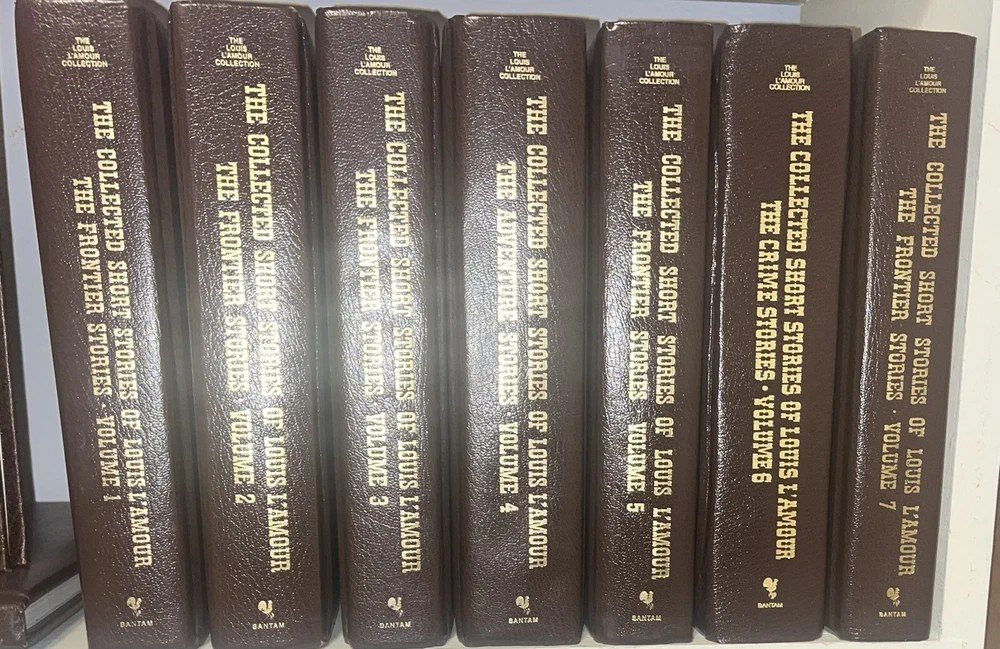 THE
LOUIS
L'AMOUR
COLLECTION
THE COLLECTED SHORT STORIES OF LOUIS L'AMOUR
THE FRONTIER STORIES VOLUME 1
BANTAM
THE
LOUIS
L'AMOUR
COLLECTION
THE COLLECTED SHORT STORIES OF LOUIS L'AMOUR
THE FRONTIER STORIES VOLUME 2
BANTAM
THE
LOUIS
L'AMOUR
COLLECTION
THE COLLECTED SHORT STORIES OF LOUIS L'AMOUR
THE FRONTIER STORIES VOLUME 3
BANTAM
THE
LOUIS
L'AMOUR
COLLECTION
THE COLLECTED SHORT STORIES OF LOUIS L'AMOUR
THE ADVENTURE STORIES VOLUME 4
BANTAM
THE
LOUIS
L'AMOUR
COLLECTION
THE COLLECTED SHORT STORIES OF LOUIS L'AMOUR
THE FRONTIER STORIES VOLUME 5
BANTAM
THE
LOUIS
L'AMOUR
COLLECTION
THE COLLECTED SHORT STORIES OF LOUIS L'AMOUR
THE CRIME STORIES · VOLUME 6
BANTAM
THE
LOUIS
L'AMOUR
COLLECTION
THE COLLECTED SHORT STORIES OF LOUIS L'AMOUR
THE FRONTIER STORIES · VOLUME 7
BANTAM